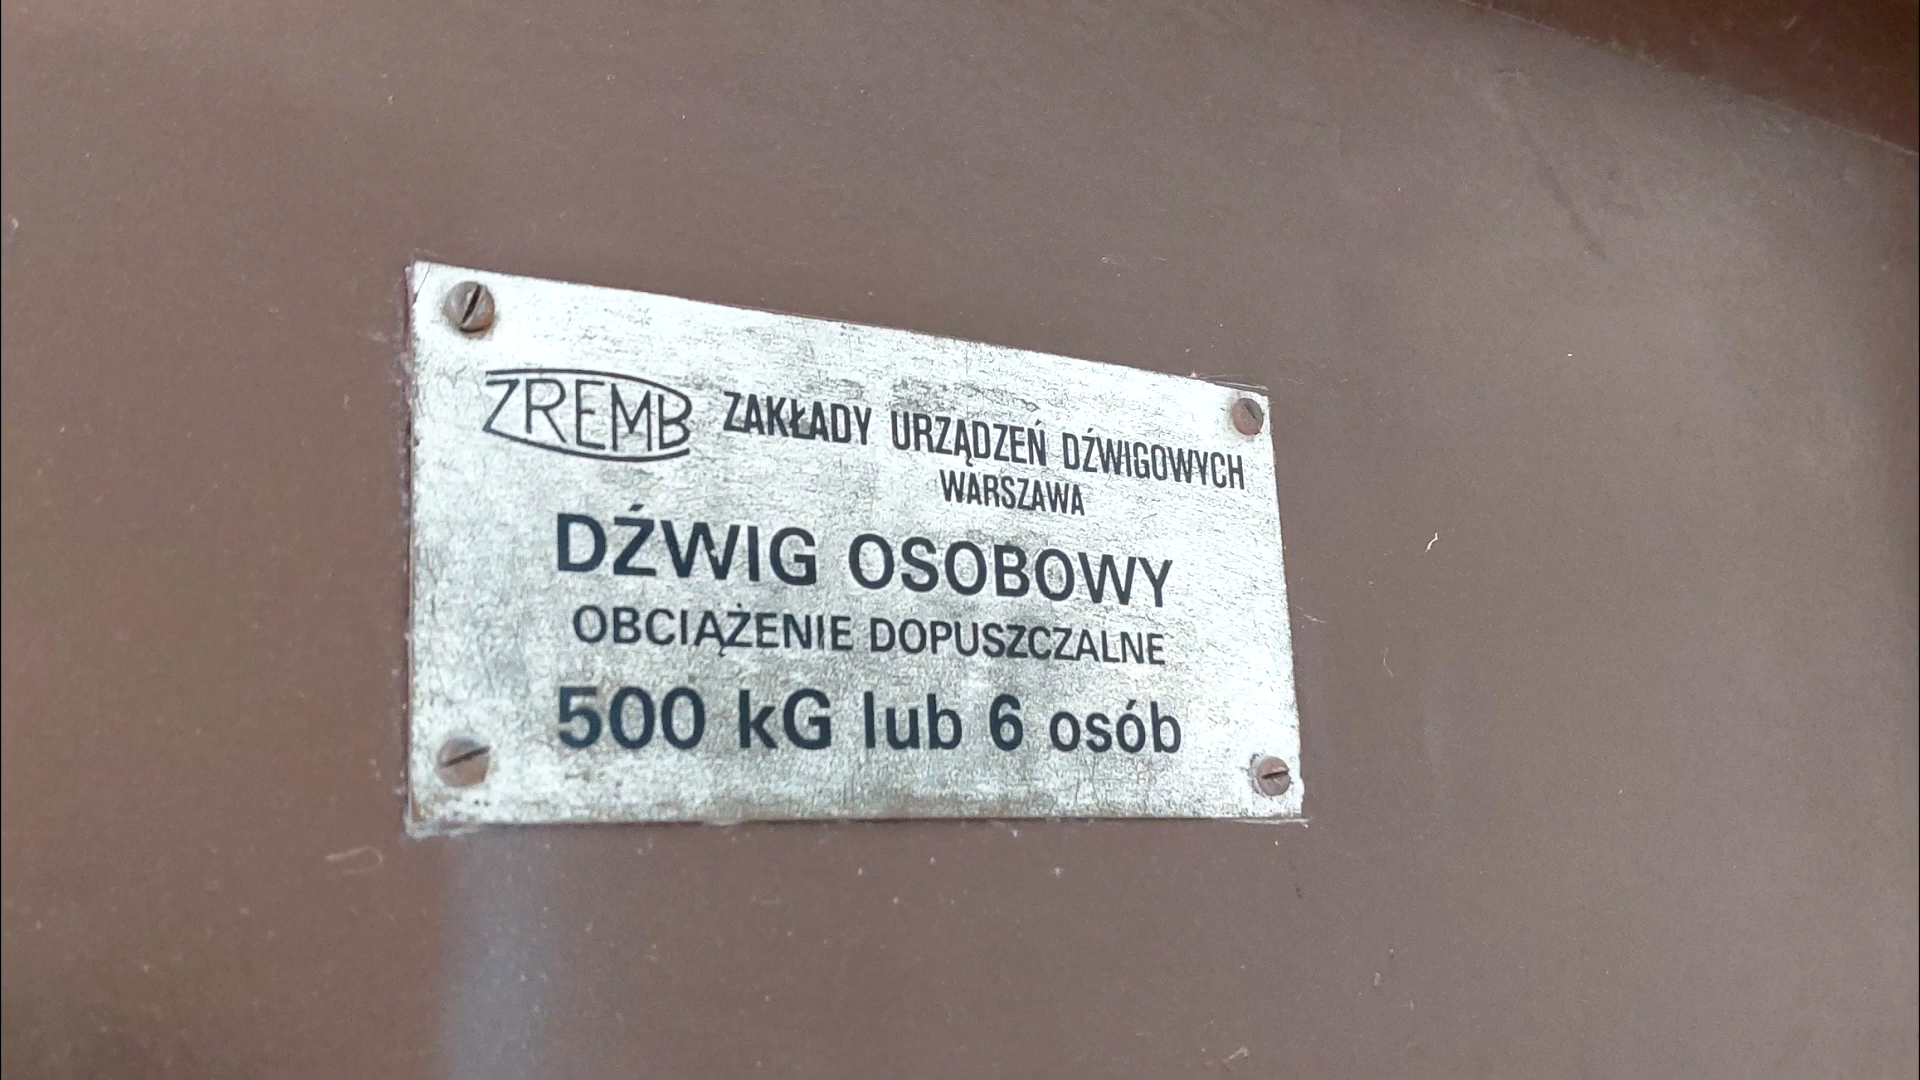 ZREMB ZAKŁADY URZĄDZEŃ DŹWIGOWYCH
WARSZAWA
DŹWIG OSOBOWY
OBCIĄŻENIE DOPUSZCZALNE
500 kG lub 6 osób